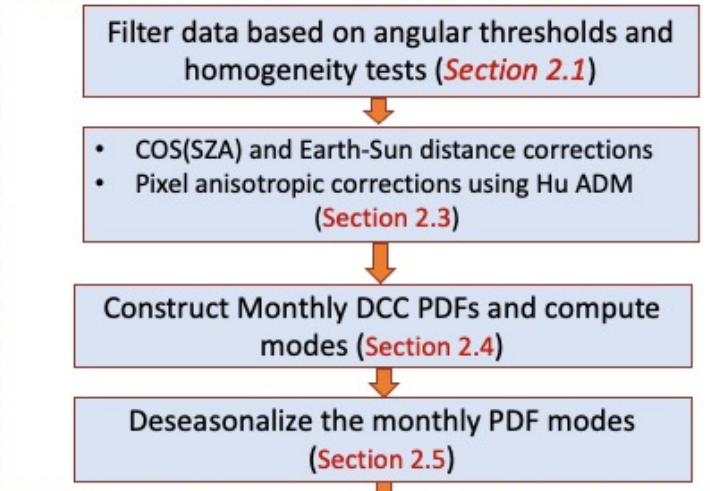 Filter data based on angular thresholds and
homogeneity tests (Section 2.1)
• COS(SZA) and Earth-Sun distance corrections
• Pixel anisotropic corrections using Hu ADM
(Section 2.3)
Construct Monthly DCC PDFs and compute
modes (Section 2.4)
Deseasonalize the monthly PDF modes
(Section 2.5)